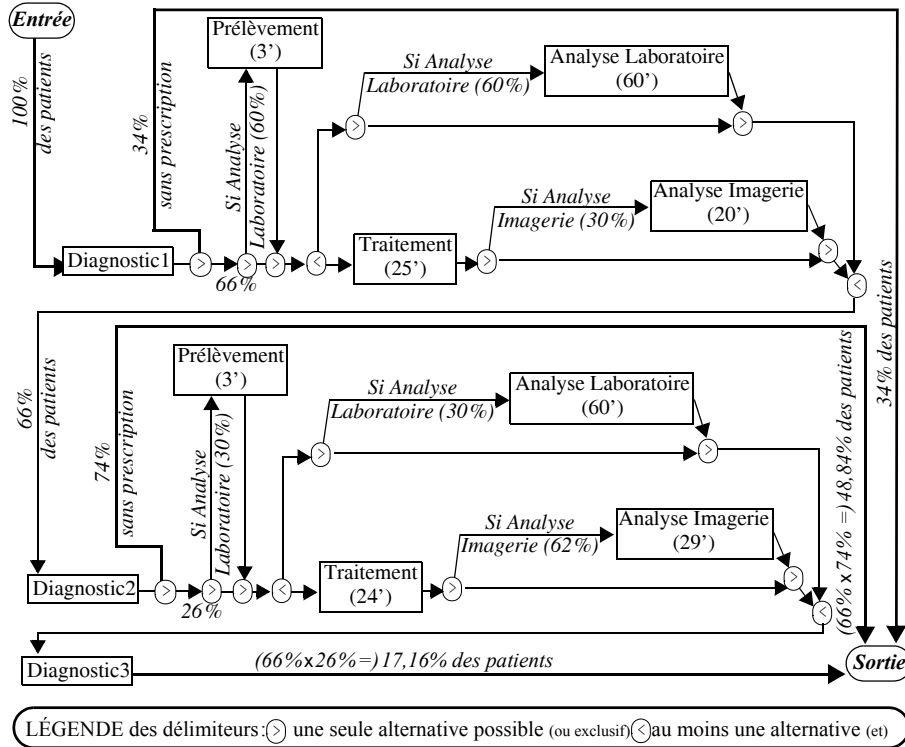 Entrée
100%
des patients
34%
sans prescription
Prélèvement
(3')
Si Analyse
Laboratoire (60%)
Si Analyse
Laboratoire (60%)
Analyse Laboratoire
(60')
Si Analyse
Imagerie (30%)
Analyse Imagerie
(20')
Diagnostic1
>
>
>
<
>
>
>
>
<
66%
Traitement
(25')
34% des patients
66%
des patients
74%
sans prescription
Prélèvement
(3')
Si Analyse
Laboratoire (30%)
Si Analyse
Laboratoire (30%)
Analyse Laboratoire
(60')
Si Analyse
Imagerie (62%)
Analyse Imagerie
(29')
(66%x74% =) 48,84% des patients
Diagnostic2
>
>
>
<
>
>
>
>
<
26%
Traitement
(24')
Diagnostic3
(66%x26%=) 17,16% des patients
Sortie
LÉGENDE des délimiteurs: > une seule alternative possible (ou exclusif) < au moins une alternative (et)